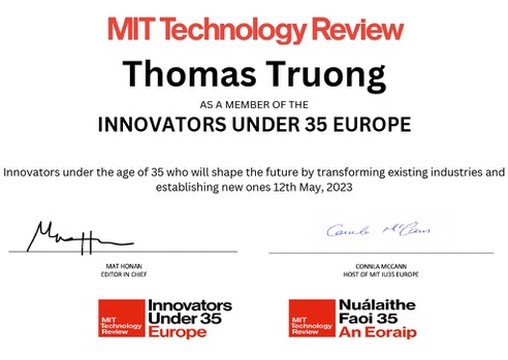 MIT Technology Review
Thomas Truong
AS A MEMBER OF THE
INNOVATORS UNDER 35 EUROPE
Innovators under the age of 35 who will shape the future by transforming existing industries and
establishing new ones 12th May, 2023
MAT HONAN
EDITOR IN CHIEF
CONNLA MCCANN
HOST OF MIT IU35 EUROPE
MIT
Technology
Review
Innovators
Under 35
Europe
MIT
Technology
Review
Nuálaithe
Faoi 35
An Eoraip